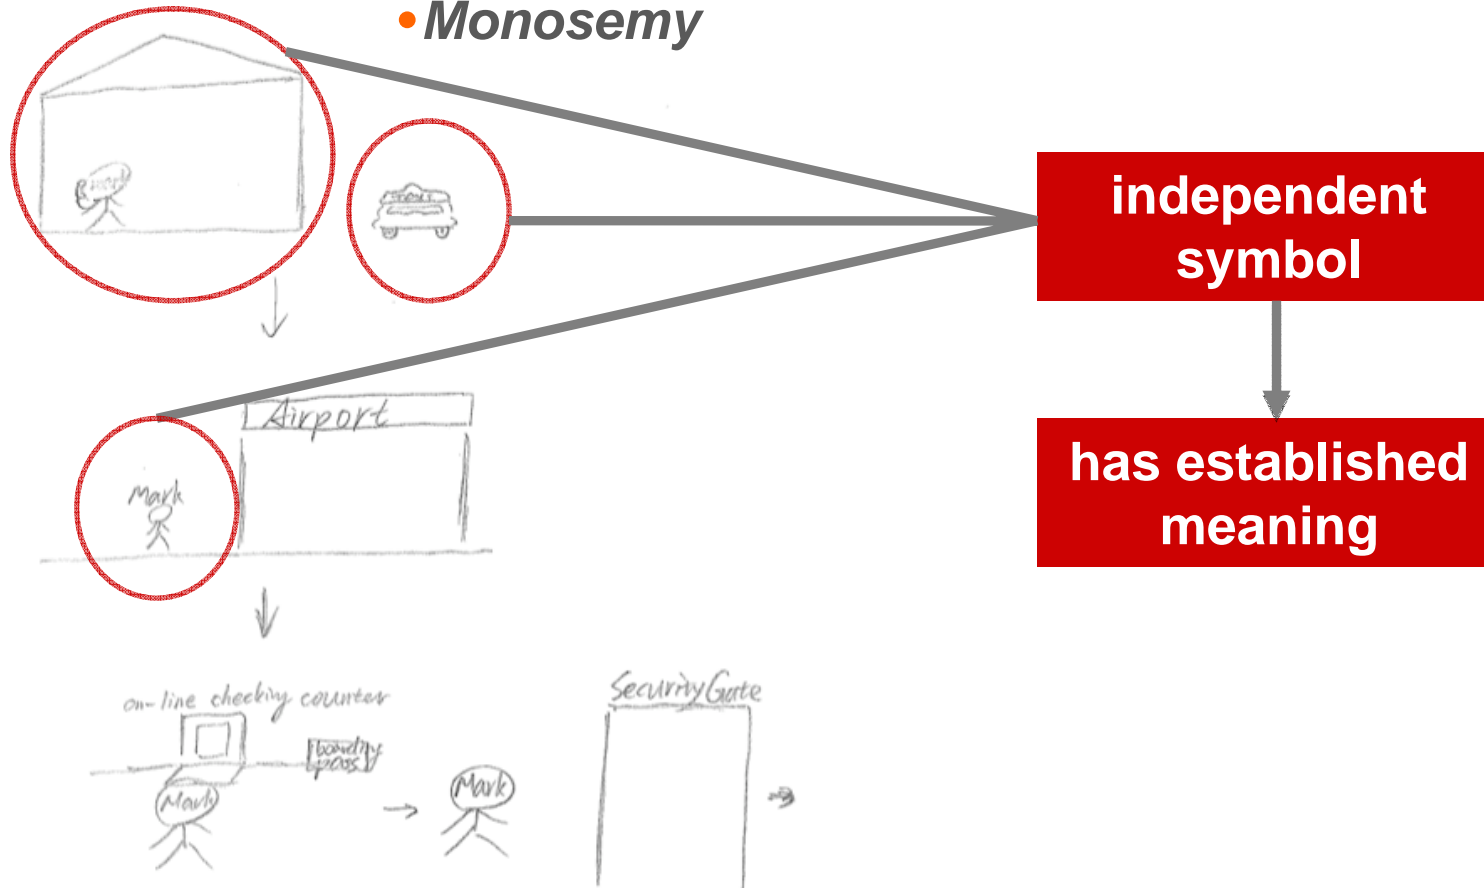 • Monosemy
independent
symbol
has established
meaning
Airport
Mark
on-line checking counter
boarding
pass
Mark
Mark
Security Gate